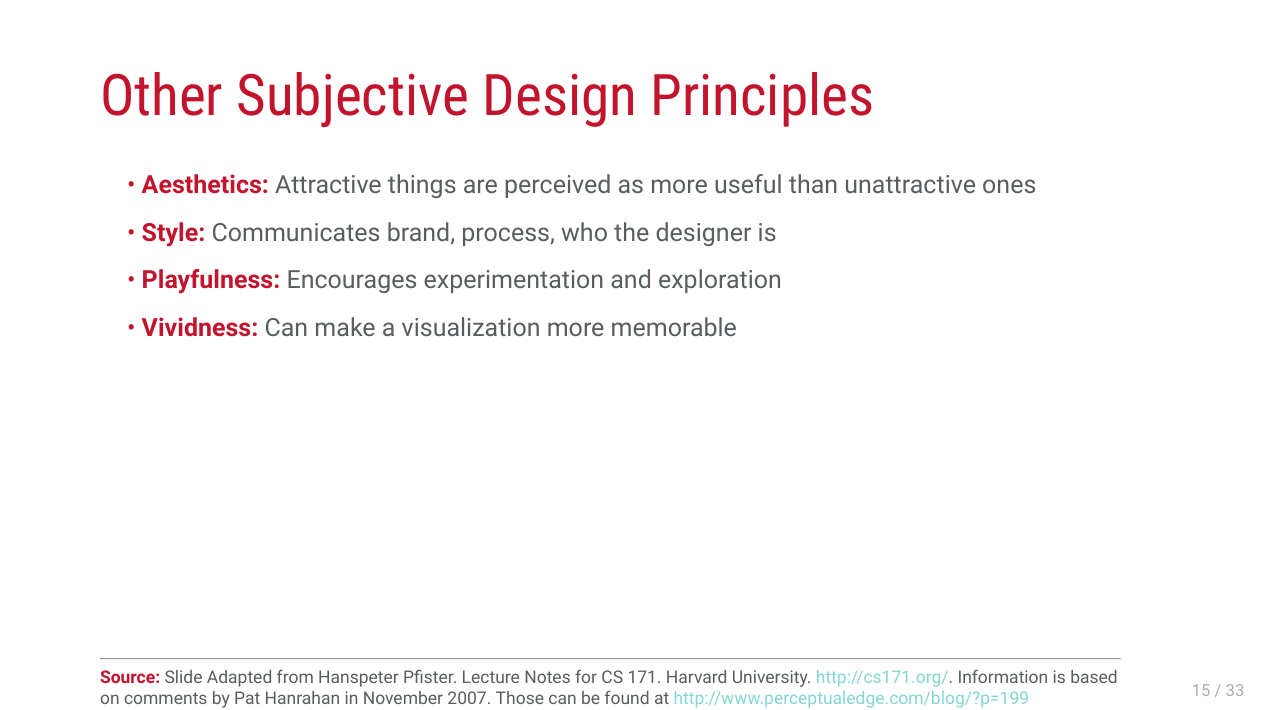 Other Subjective Design Principles
• Aesthetics: Attractive things are perceived as more useful than unattractive ones
• Style: Communicates brand, process, who the designer is
• Playfulness: Encourages experimentation and exploration
• Vividness: Can make a visualization more memorable
Source: Slide Adapted from Hanspeter Pfister. Lecture Notes for CS 171. Harvard University. http://cs171.org/. Information is based
on comments by Pat Hanrahan in November 2007. Those can be found at http://www.perceptualedge.com/blog/?p=199
15 / 33